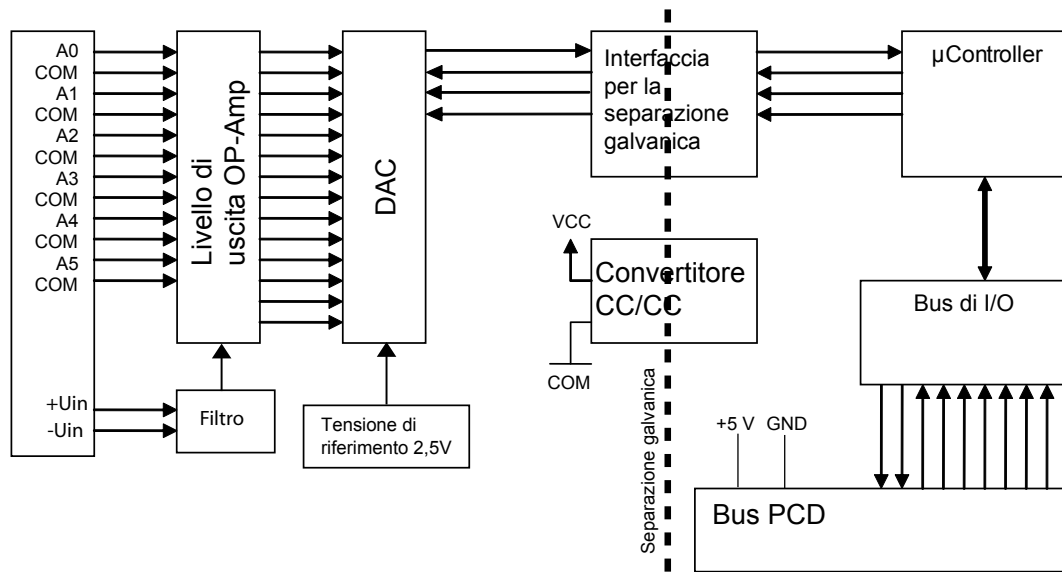 A0
COM
A1
COM
A2
COM
A3
COM
A4
COM
A5
COM
+Uin
-Uin
Livello di
uscita OP-Amp
Filtro
DAC
Tensione di
riferimento 2,5V
Interfaccia
per la
separazione
galvanica
VCC
Convertitore
CC/CC
COM
Separazione galvanica
µController
Bus di I/O
+5 V
GND
Bus PCD